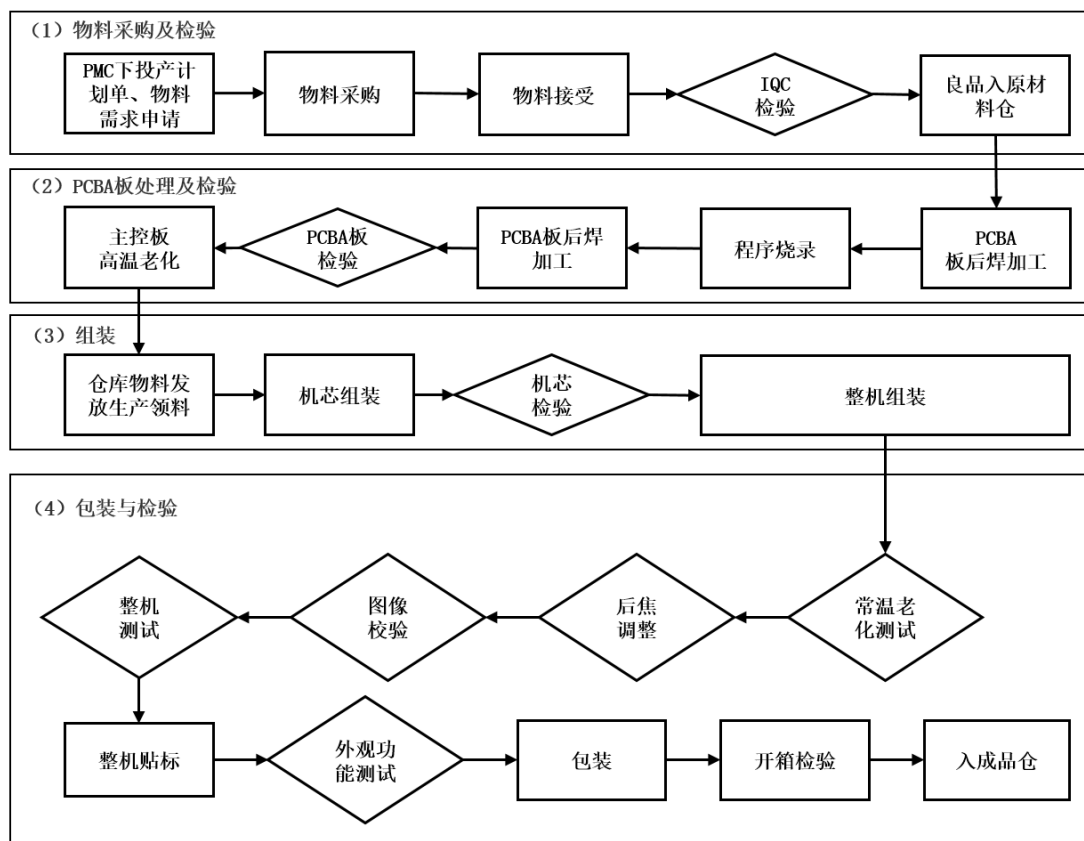 （1）物料采购及检验
PMC下投产计
划单、物料
需求申请
物料采购
物料接受
IQC
检验
良品入原材
料仓
（2）PCBA板处理及检验
主控板
高温老化
PCBA板
检验
PCBA板后焊
加工
程序烧录
PCBA
板后焊加工
（3）组装
仓库物料发
放生产领料
机芯组装
机芯
检验
整机组装
（4）包装与检验
整机
测试
图像
校验
后焦
调整
常温老
化测试
整机贴标
外观功
能测试
包装
开箱检验
入成品仓